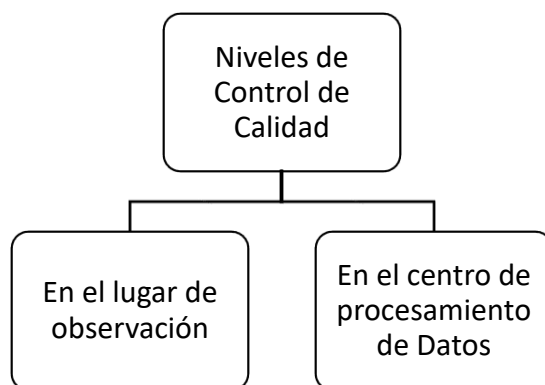 Niveles de
Control de
Calidad
En el lugar de
observación
En el centro de
procesamiento
de Datos